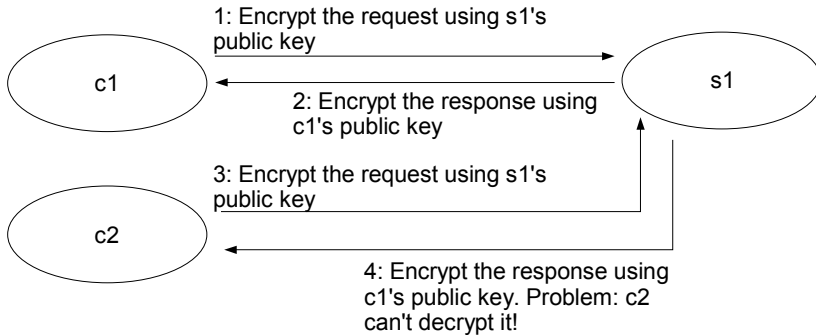 1: Encrypt the request using s1's
public key
c1
s1
2: Encrypt the response using
c1's public key
3: Encrypt the request using s1's
public key
c2
4: Encrypt the response using
c1's public key. Problem: c2
can't decrypt it!